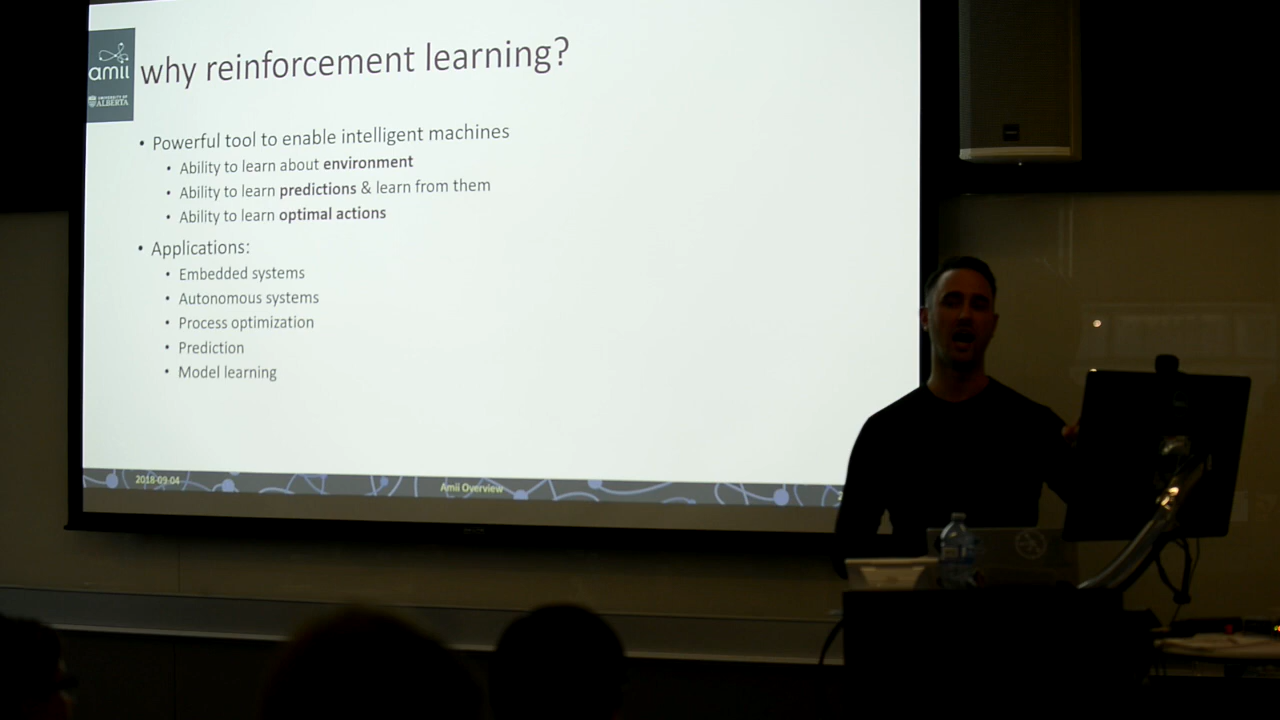 amii
UNIVERSITY OF
ALBERTA
why reinforcement learning?
• Powerful tool to enable intelligent machines
• Ability to learn about environment
• Ability to learn predictions & learn from them
• Ability to learn optimal actions
• Applications:
• Embedded systems
• Autonomous systems
• Process optimization
• Prediction
• Model learning
2018-09-04
Amii Overview